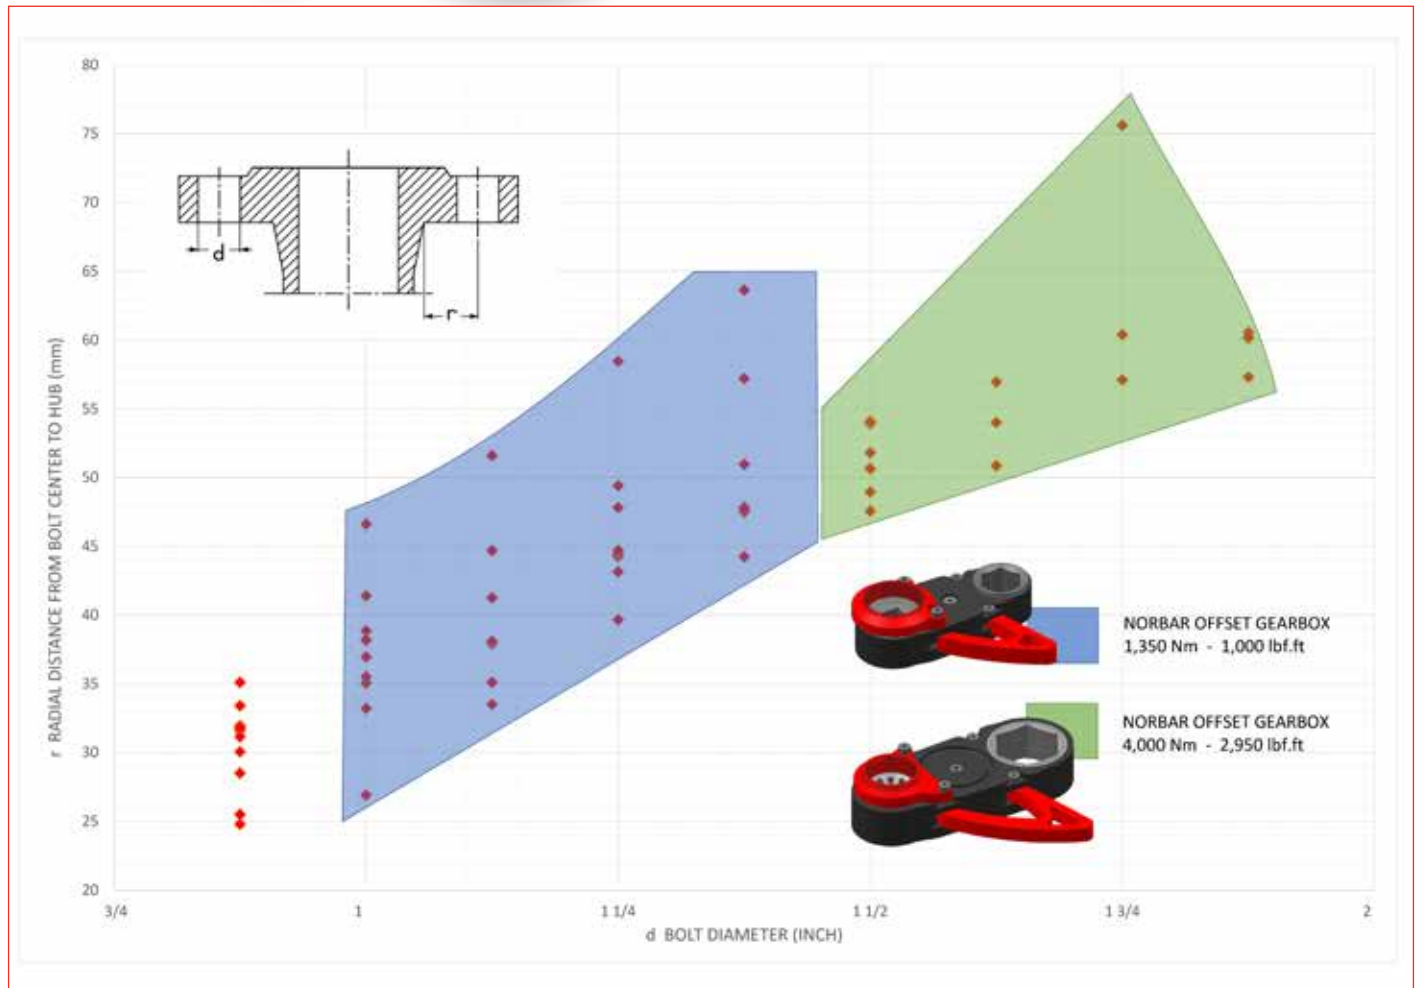 80
75
70
65
60
55
50
45
40
35
30
25
20
r RADIAL DISTANCE FROM BOLT CENTER TO HUB (mm)
d
r
NORBAR OFFSET GEARBOX
1,350 Nm - 1,000 lbf.ft
NORBAR OFFSET GEARBOX
4,000 Nm - 2,950 lbf.ft
3/4
1
1 1/4
1 1/2
1 3/4
2
d BOLT DIAMETER (INCH)